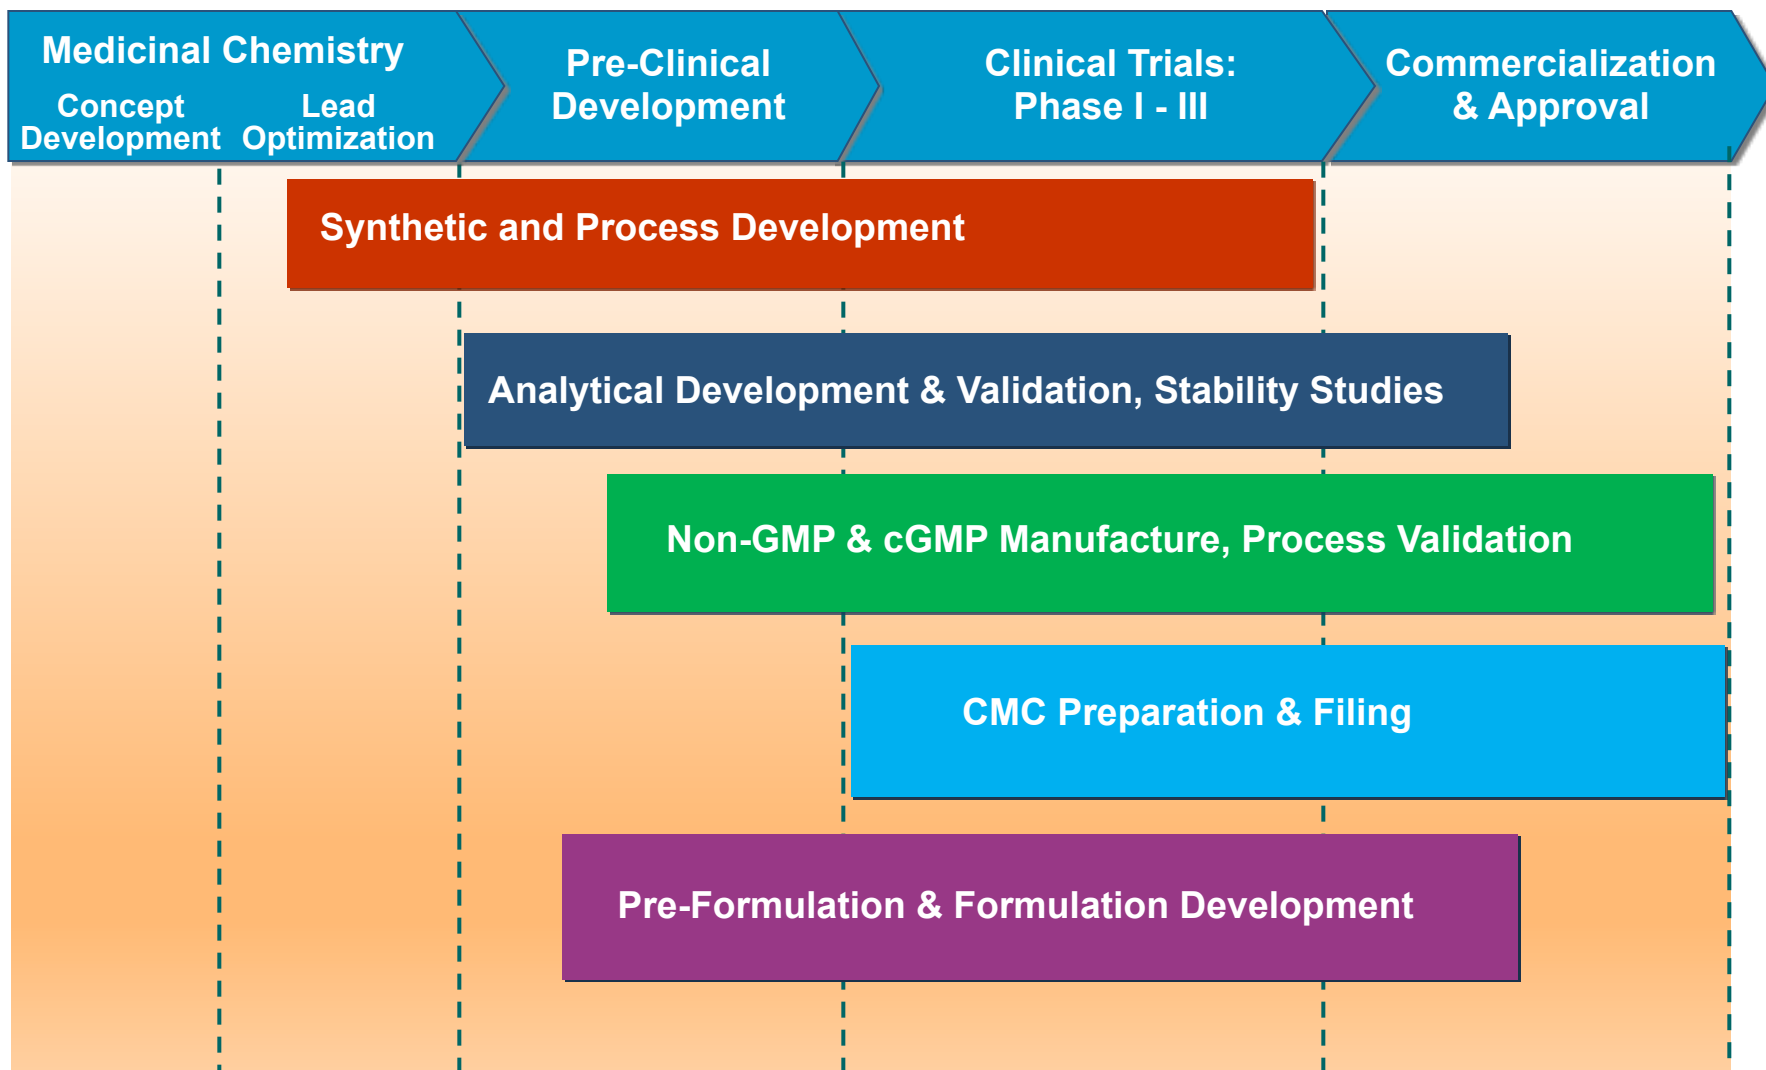 Medicinal Chemistry
Concept
Development
Lead
Optimization
Pre-Clinical
Development
Clinical Trials:
Phase I - III
Commercialization
& Approval
Synthetic and Process Development
Analytical Development & Validation, Stability Studies
Non-GMP & cGMP Manufacture, Process Validation
CMC Preparation & Filing
Pre-Formulation & Formulation Development